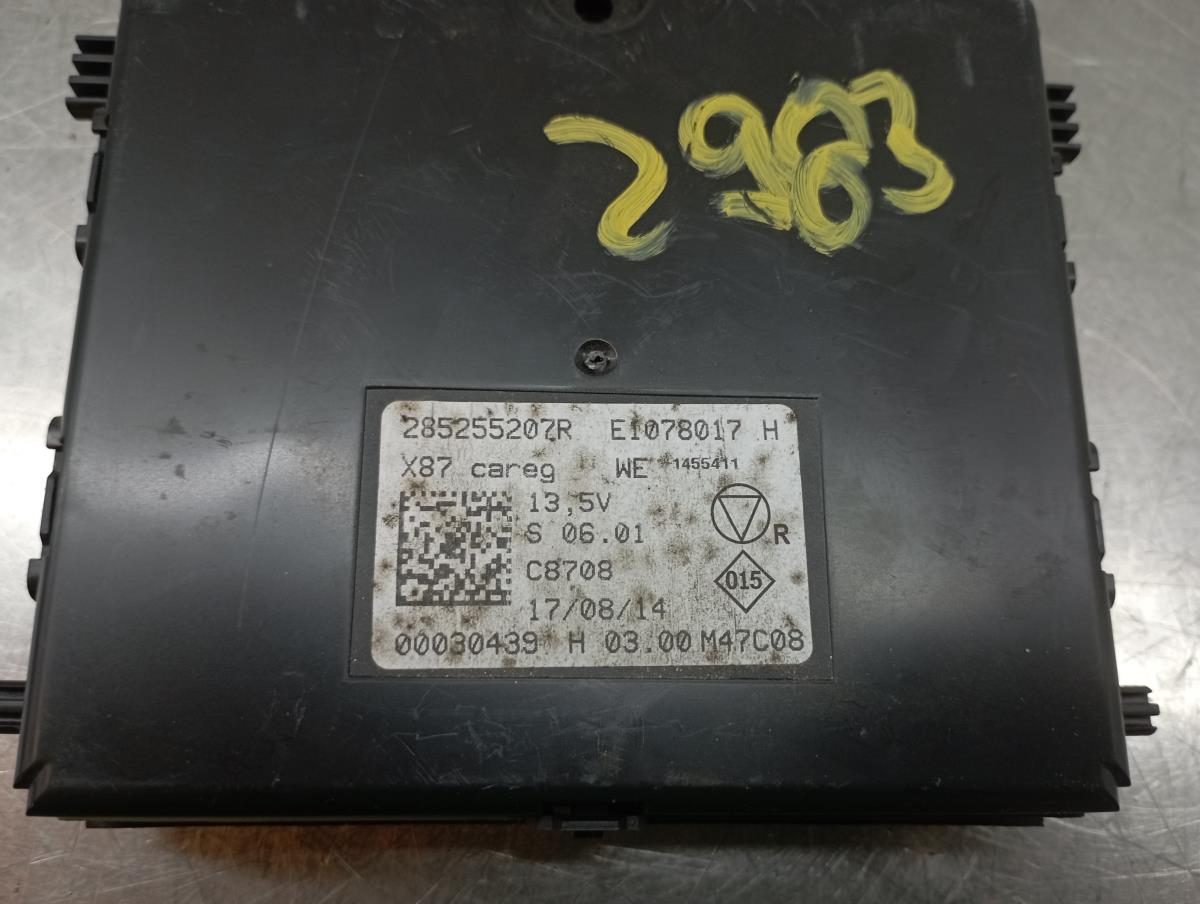 285255207R E1078017 H
X87 careg WE 1455411
13,5V
S 06.01
R
C8708
015
17/08/14
00030439 H 03.00 M47C08